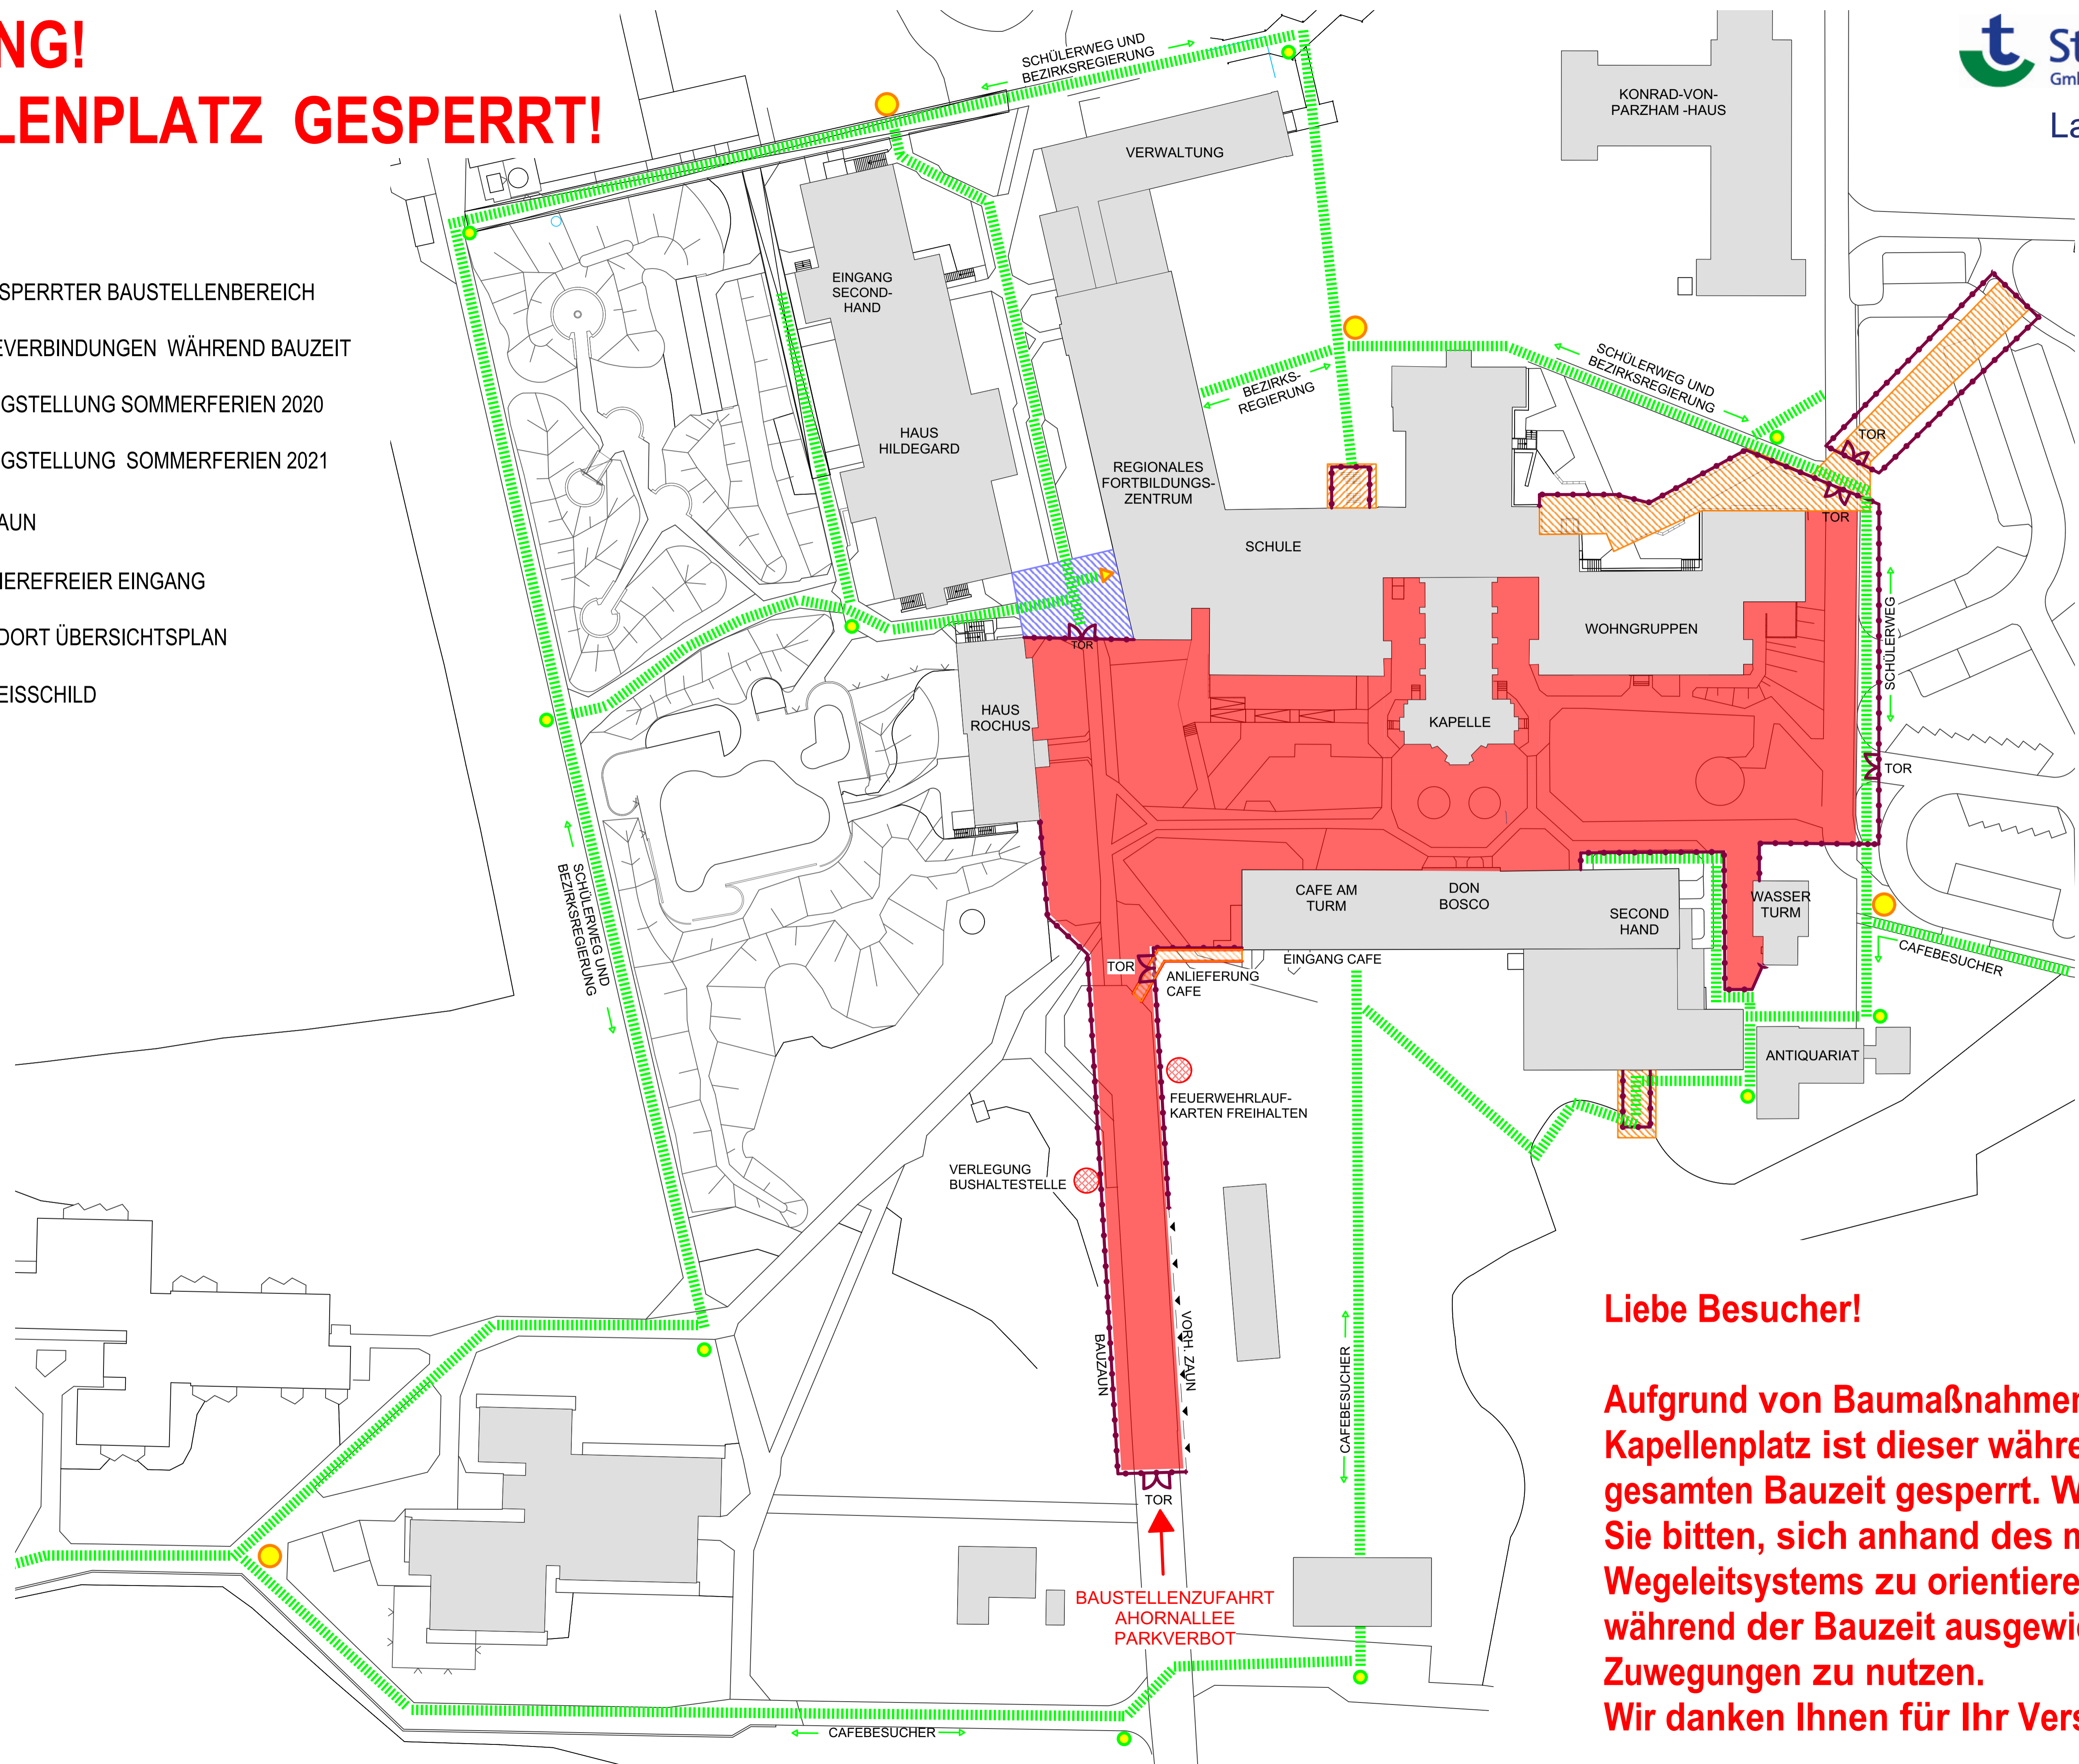 NG!
LENPLATZ GESPERRT!
St
Gmb
La
SPERRTER BAUSTELLENBEREICH
EVERBINDUNGEN WÄHREND BAUZEIT
GSTELLUNG SOMMERFERIEN 2020
GSTELLUNG SOMMERFERIEN 2021
AUN
IEREFREIER EINGANG
DORT ÜBERSICHTSPLAN
EISSCHILD
SCHÜLERWEG UND
BEZIRKSREGIERUNG
VERWALTUNG
KONRAD-VON-
PARZHAM -HAUS
EINGANG
SECOND-
HAND
HAUS
HILDEGARD
BEZIRKS-
REGIERUNG
SCHÜLERWEG UND
BEZIRKSREGIERUNG
TOR
TOR
REGIONALES
FORTBILDUNGS-
ZENTRUM
SCHULE
WOHNGRUPPEN
SCHÜLERWEG
TOR
HAUS
ROCHUS
KAPELLE
TOR
SCHÜLERWEG UND
BEZIRKSREGIERUNG
CAFE AM
TURM
DON
BOSCO
SECOND
HAND
WASSER
TURM
CAFEBESUCHER
TOR
EINGANG CAFE
ANLIEFERUNG
CAFE
ANTIQUARIAT
FEUERWEHRLAUF-
KARTEN FREIHALTEN
VERLEGUNG
BUSHALTESTELLE
BAUZAUN
VORH. ZAUN
CAFEBESUCHER
TOR
BAUSTELLENZUFAHRT
AHORNALLEE
PARKVERBOT
CAFEBESUCHER
Liebe Besucher!
Aufgrund von Baumaßnahmen
Kapellenplatz ist dieser währe
gesamten Bauzeit gesperrt. W
Sie bitten, sich anhand des m
Wegeleitsystems zu orientiere
während der Bauzeit ausgewie
Zuwegungen zu nutzen.
Wir danken Ihnen für Ihr Vers